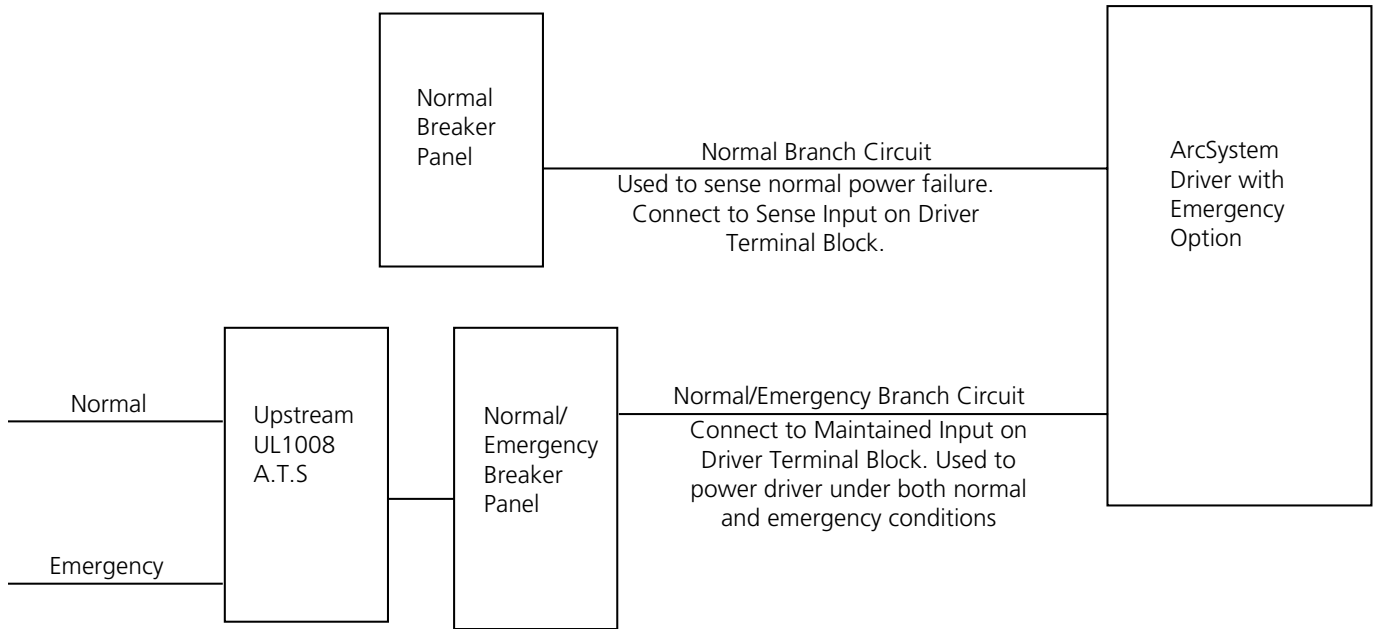 Normal
Breaker
Panel
Normal Branch Circuit
Used to sense normal power failure.
Connect to Sense Input on Driver
Terminal Block.
ArcSystem
Driver with
Emergency
Option
Normal
Emergency
Upstream
UL1008
A.T.S
Normal/
Emergency
Breaker
Panel
Normal/Emergency Branch Circuit
Connect to Maintained Input on
Driver Terminal Block. Used to
power driver under both normal
and emergency conditions